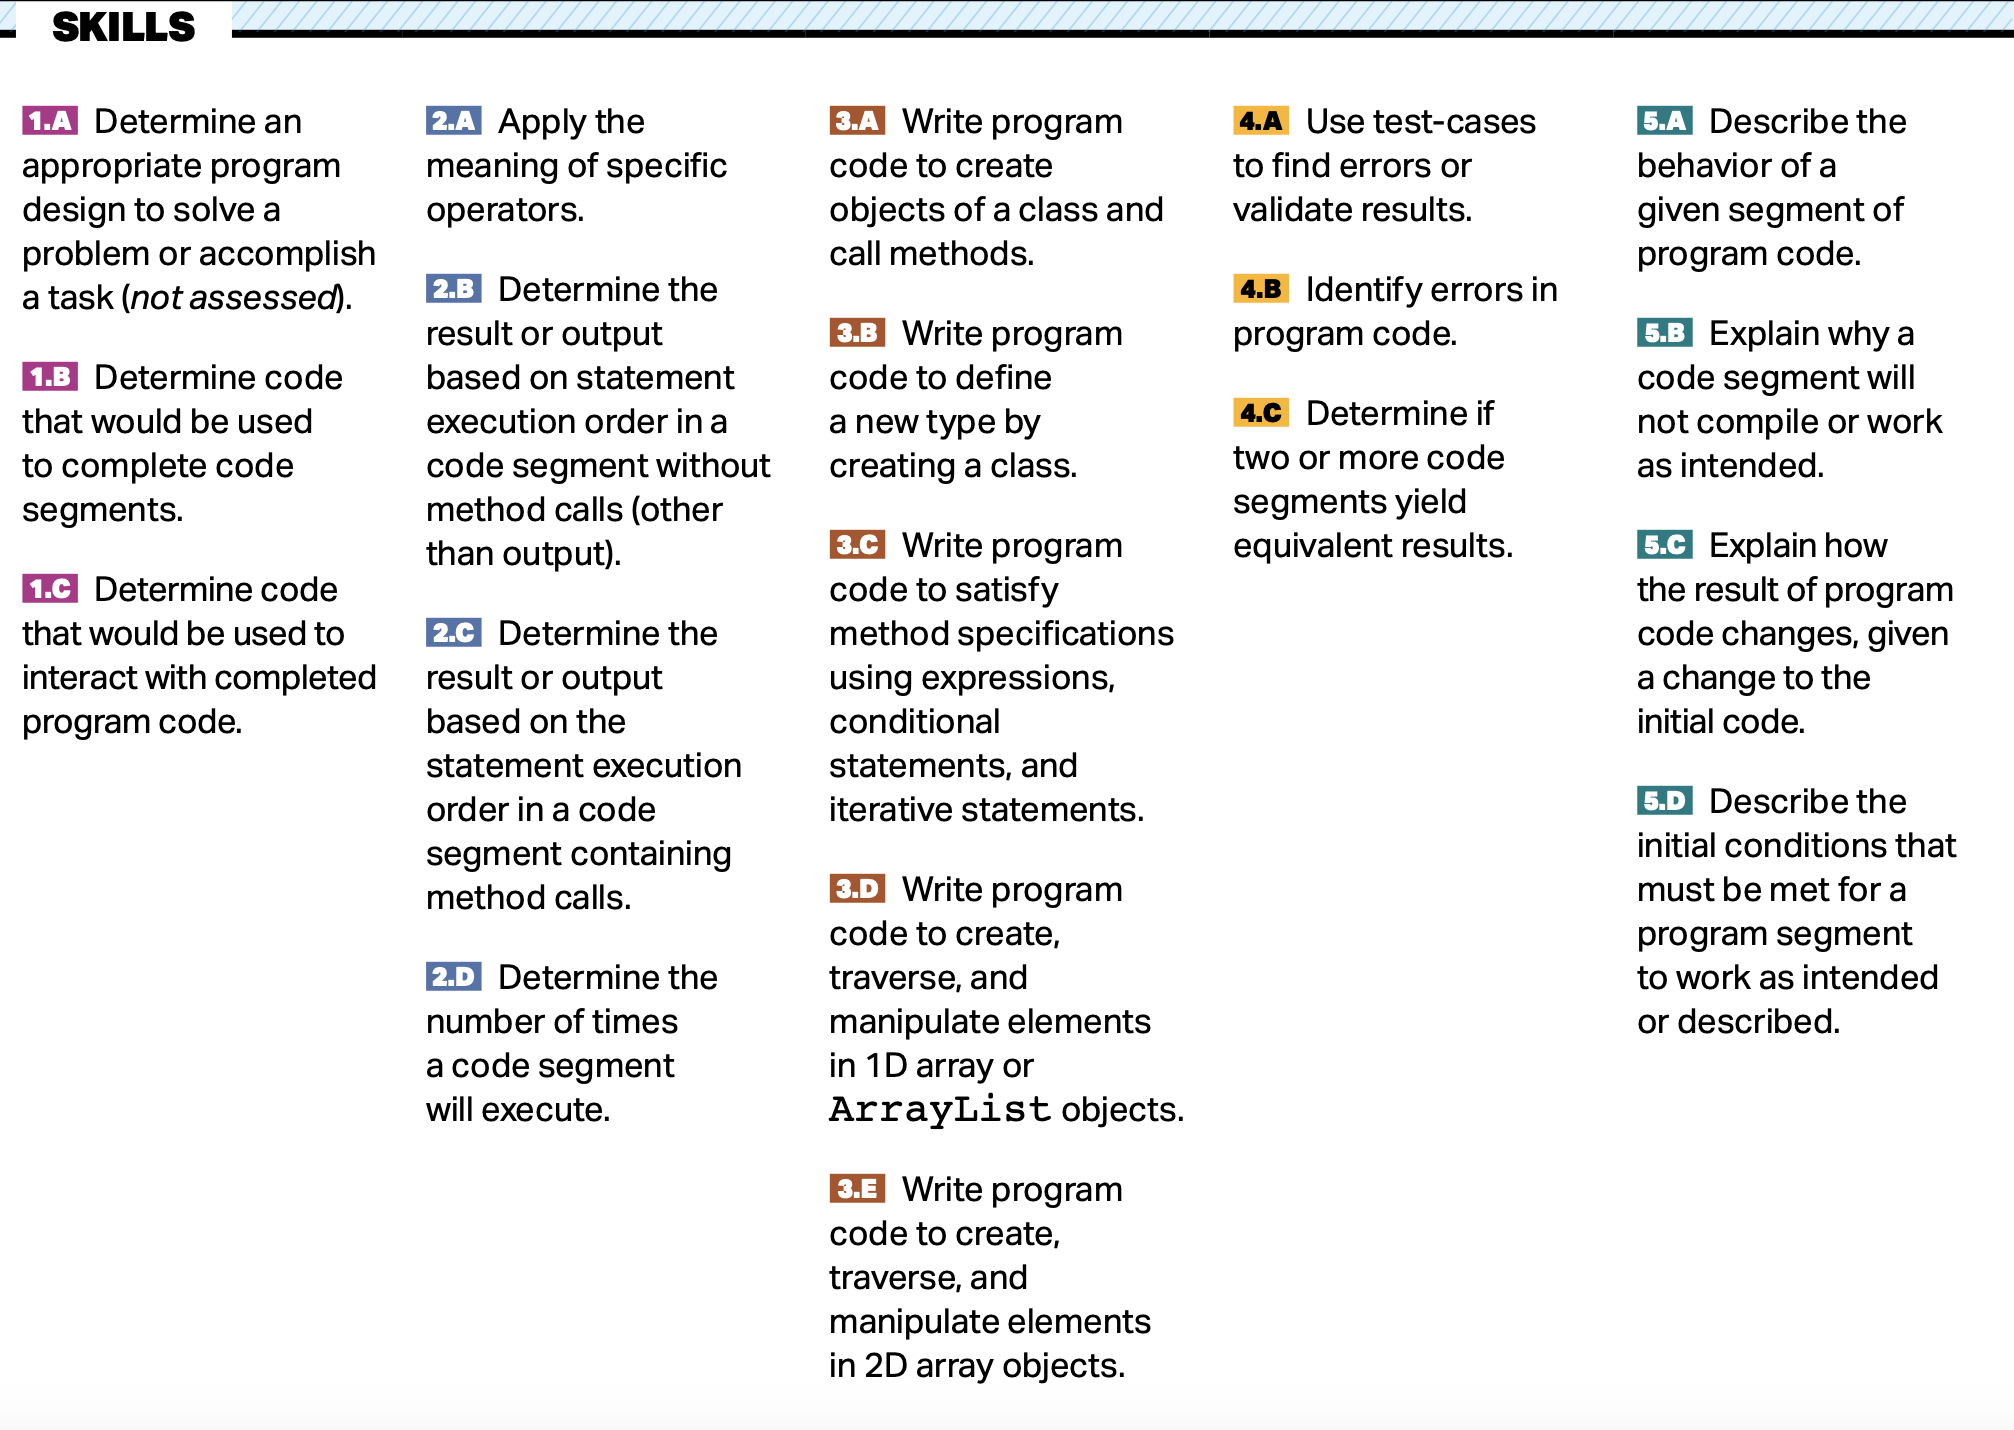 SKILLS
1.A Determine an
appropriate program
design to solve a
problem or accomplish
a task (not assessed).
1.B Determine code
that would be used
to complete code
segments.
1.C Determine code
that would be used to
interact with completed
program code.
2.A Apply the
meaning of specific
operators.
2.B Determine the
result or output
based on statement
execution order in a
code segment without
method calls (other
than output).
2.C Determine the
result or output
based on the
statement execution
order in a code
segment containing
method calls.
2.D Determine the
number of times
a code segment
will execute.
3.A Write program
code to create
objects of a class and
call methods.
3.B Write program
code to define
a new type by
creating a class.
3.C Write program
code to satisfy
method specifications
using expressions,
conditional
statements, and
iterative statements.
3.D Write program
code to create,
traverse, and
manipulate elements
in 1D array or
ArrayList objects.
3.E Write program
code to create,
traverse, and
manipulate elements
in 2D array objects.
4.A Use test-cases
to find errors or
validate results.
4.B Identify errors in
program code.
4.C Determine if
two or more code
segments yield
equivalent results.
5.A Describe the
behavior of a
given segment of
program code.
5.B Explain why a
code segment will
not compile or work
as intended.
5.C Explain how
the result of program
code changes, given
a change to the
initial code.
5.D Describe the
initial conditions that
must be met for a
program segment
to work as intended
or described.